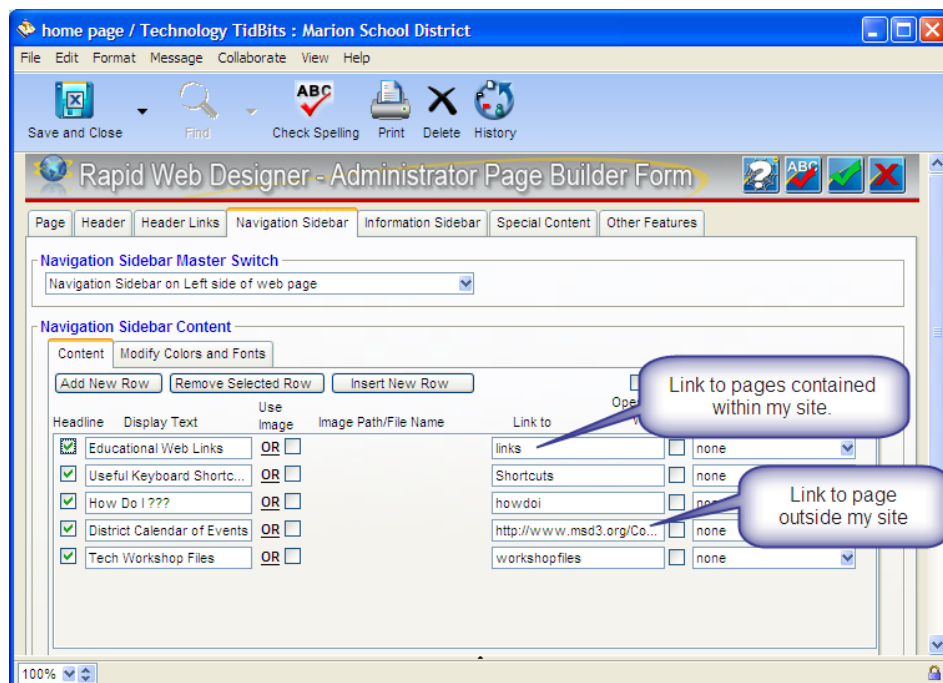 home page / Technology TidBits : Marion School District
File Edit Format Message Collaborate View Help
Save and Close Find Check Spelling Print Delete History
Rapid Web Designer - Administrator Page Builder Form
Page Header Header Links Navigation Sidebar Information Sidebar Special Content Other Features
Navigation Sidebar Master Switch
Navigation Sidebar on Left side of web page
Navigation Sidebar Content
Content Modify Colors and Fonts
Add New Row Remove Selected Row Insert New Row
Link to pages contained
within my site.
Headline Display Text Use
Image Image Path/File Name Link to
Educational Web Links OR links none
Useful Keyboard Shortc... OR Shortcuts none
How Do I ??? OR howdoi none
District Calendar of Events OR http://www.msd3.org/Co... none
Tech Workshop Files OR workshopfiles none
Link to page
outside my site
100%